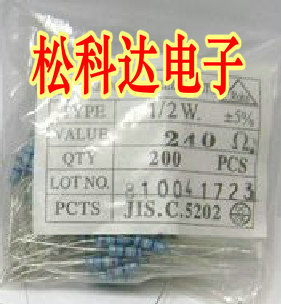 松科达电子
TYPE 1/2W. ±5%
VALUE 240 Ω
QTY 200 PCS
LOT NO. 810041723
PCTS JIS.C.5202